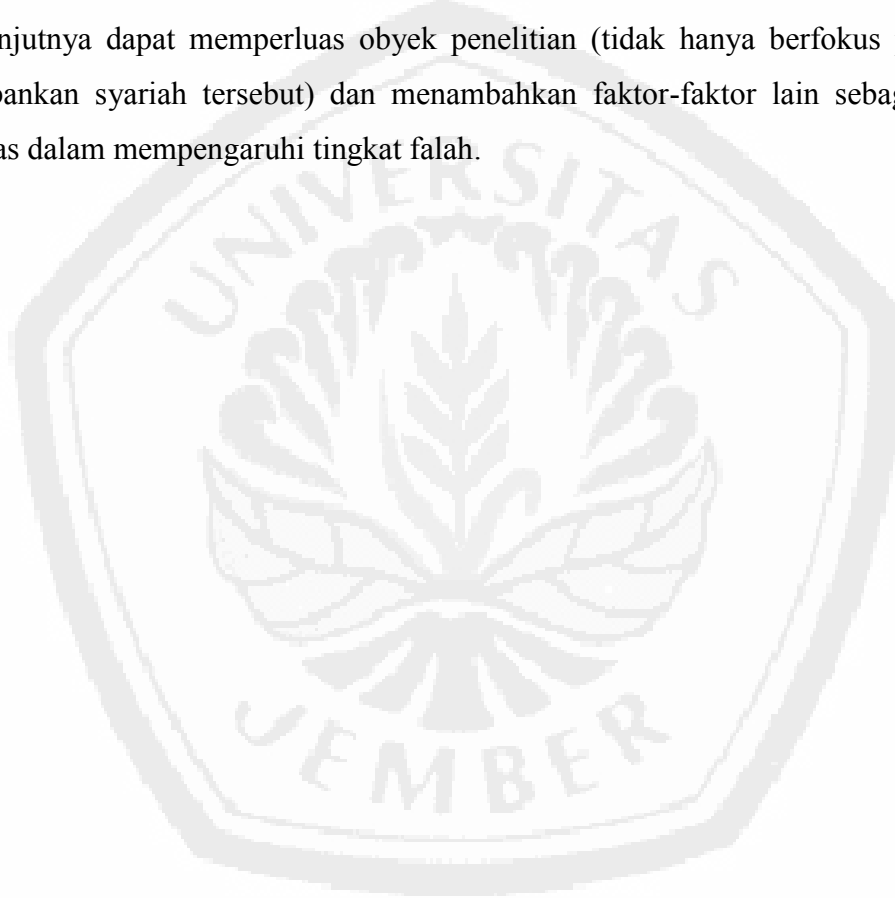 njutnya dapat memperluas obyek penelitian (tidak hanya berfokus
bankan syariah tersebut) dan menambahkan faktor-faktor lain sebag
as dalam mempengaruhi tingkat falah.
UNIVERSITAS
JEMBER